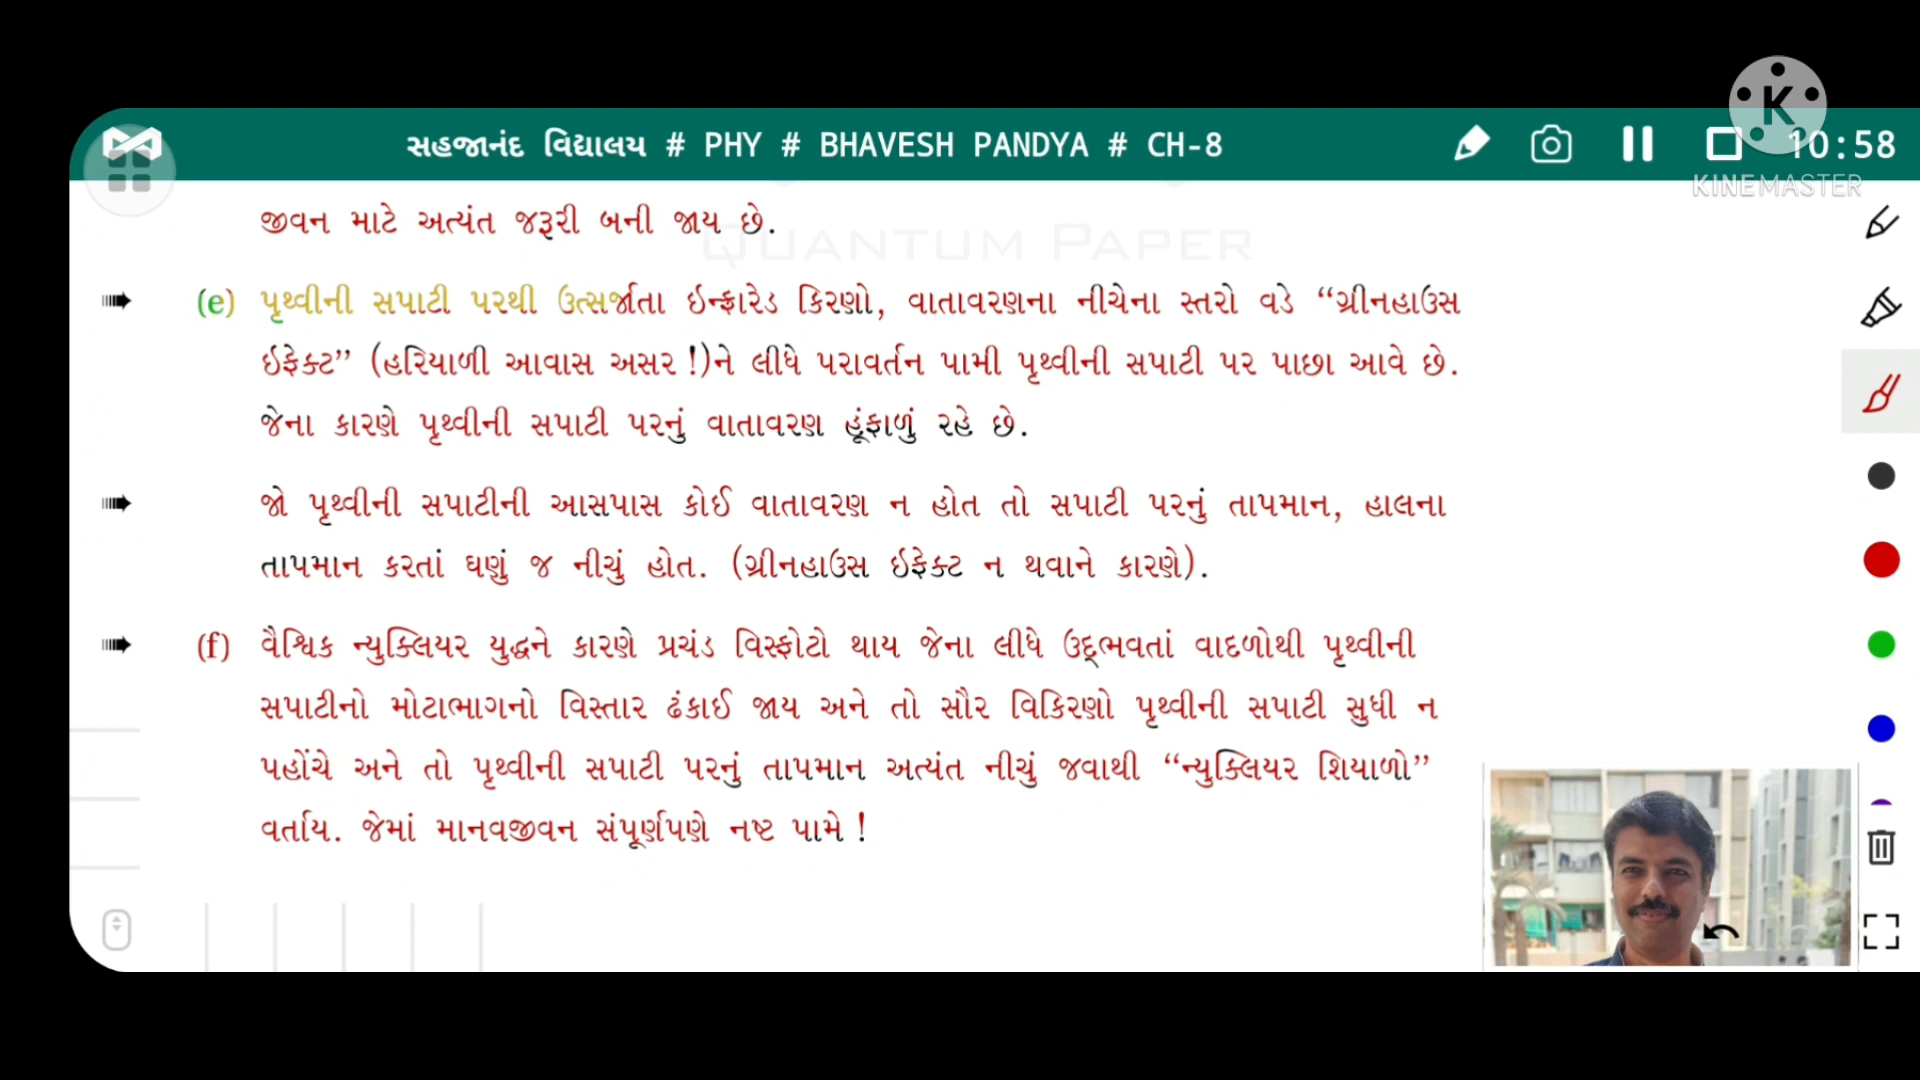 સહજાનંદ વિદ્યાલય # PHY # BHAVESH PANDYA # CH-8
10:58
K
KINEMASTER
QUANTUM PAPER
જીવન માટે અત્યંત જરૂરી બની જાય છે.
(e) પૃથ્વીની સપાટી પરથી ઉત્સર્જાતા ઇન્ફ્રારેડ કિરણો, વાતાવરણના નીચેના સ્તરો વડે “ગ્રીનહાઉસ
ઇફેક્ટ” (હરિયાળી આવાસ અસર !)ને લીધે પરાવર્તન પામી પૃથ્વીની સપાટી પર પાછા આવે છે.
જેના કારણે પૃથ્વીની સપાટી પરનું વાતાવરણ હૂંફાળું રહે છે.
જો પૃથ્વીની સપાટીની આસપાસ કોઈ વાતાવરણ ન હોત તો સપાટી પરનું તાપમાન, હાલના
તાપમાન કરતાં ઘણું જ નીચું હોત. (ગ્રીનહાઉસ ઇફેક્ટ ન થવાને કારણે).
(f) વૈશ્વિક ન્યુક્લિયર યુદ્ધને કારણે પ્રચંડ વિસ્ફોટો થાય જેના લીધે ઉદ્ભવતાં વાદળોથી પૃથ્વીની
સપાટીનો મોટાભાગનો વિસ્તાર ઢંકાઈ જાય અને તો સૌર વિકિરણો પૃથ્વીની સપાટી સુધી ન
પહોંચે અને તો પૃથ્વીની સપાટી પરનું તાપમાન અત્યંત નીચું જવાથી “ન્યુક્લિયર શિયાળો”
વર્તાય. જેમાં માનવજીવન સંપૂર્ણપણે નષ્ટ પામે !